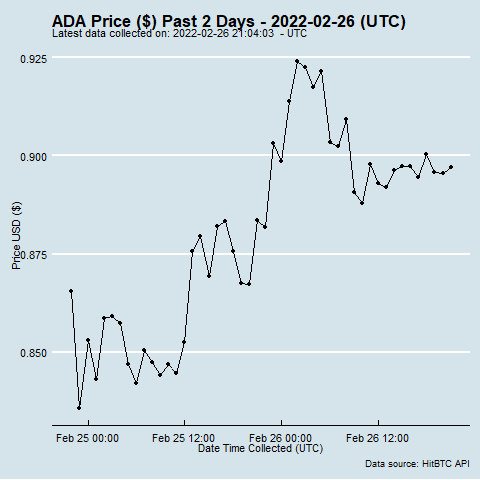 ADA Price ($) Past 2 Days - 2022-02-26 (UTC)
Latest data collected on: 2022-02-26 21:04:03 - UTC
0.925
0.900
0.875
0.850
Price USD ($)
Feb 25 00:00 Feb 25 12:00 Feb 26 00:00 Feb 26 12:00
Date Time Collected (UTC)
Data source: HitBTC API